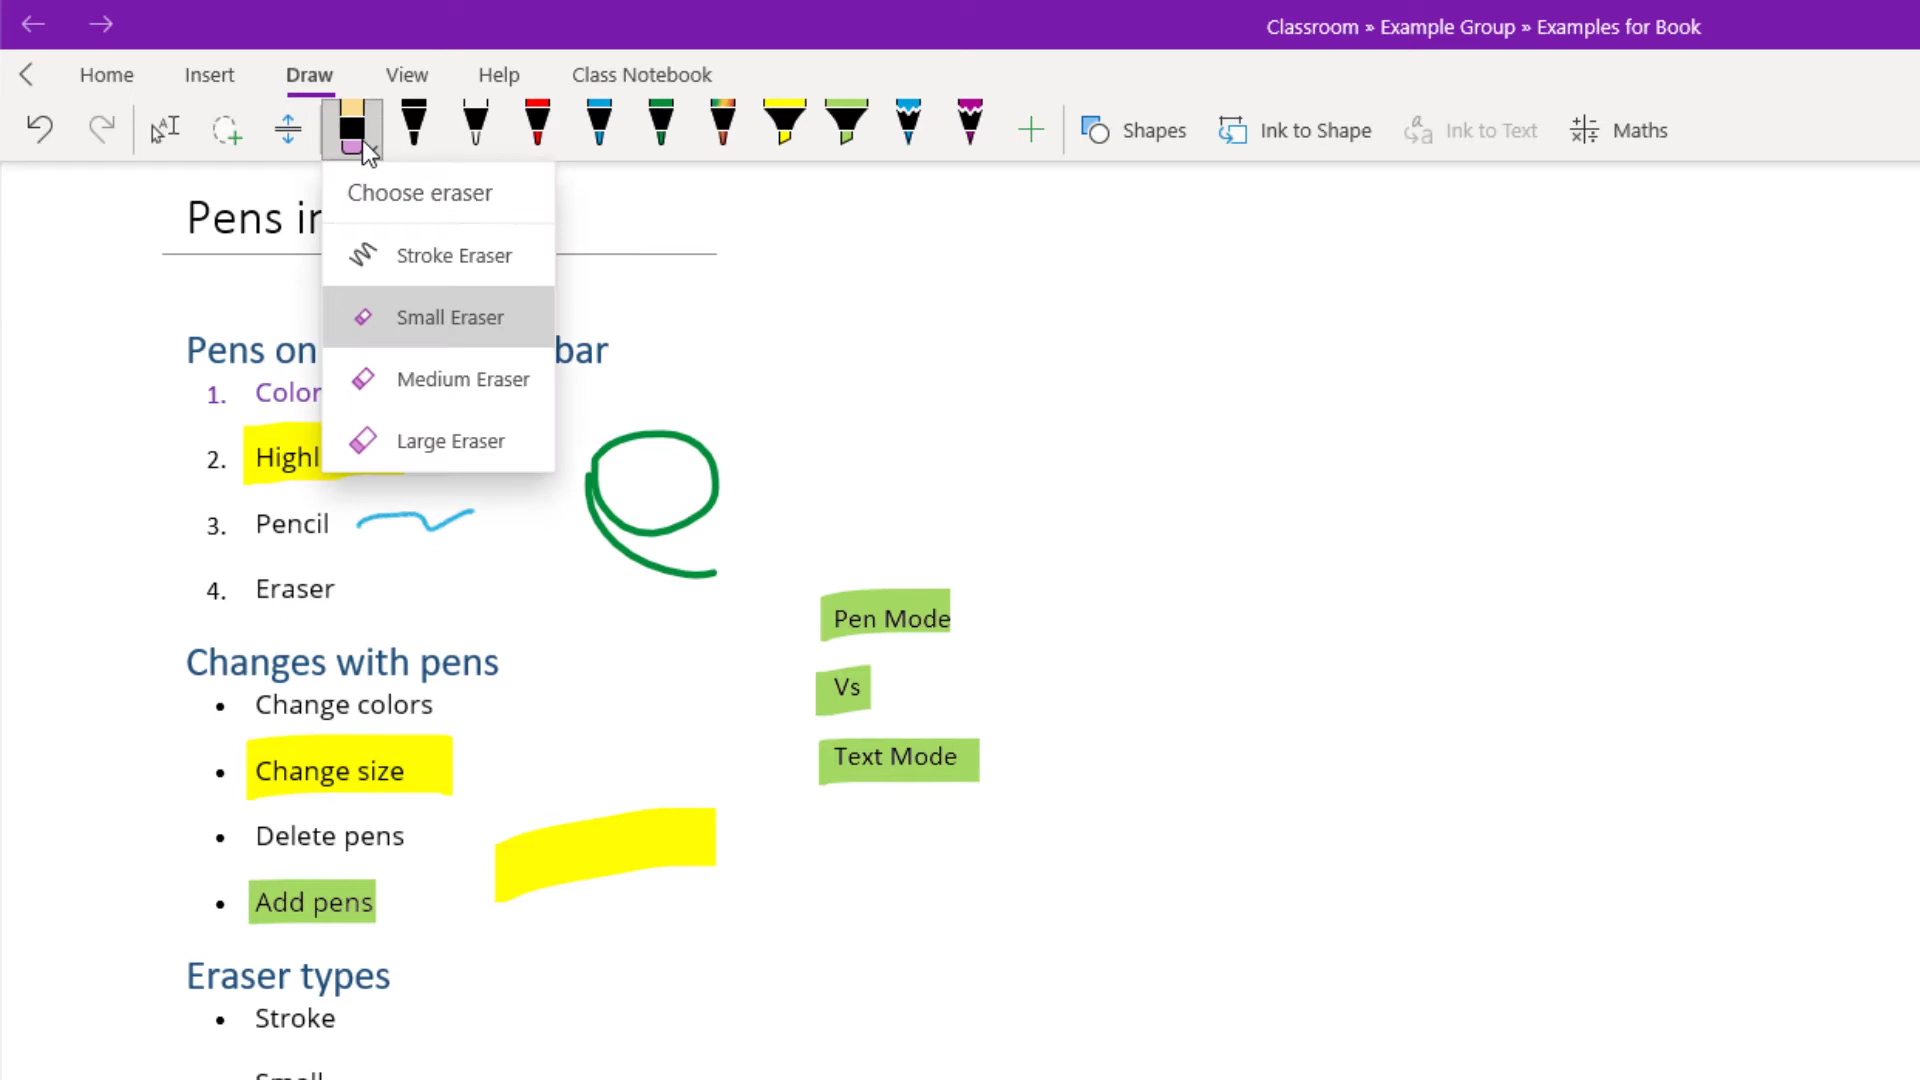 Classroom » Example Group » Examples for Book
Home Insert Draw View Help Class Notebook
Shapes Ink to Shape Ink to Text Maths
Choose eraser
Stroke Eraser
Small Eraser
Medium Eraser
Large Eraser
Pens
Pens on bar
1. Color
2. Highl
3. Pencil
4. Eraser
Pen Mode
Vs
Text Mode
Changes with pens
• Change colors
• Change size
• Delete pens
• Add pens
Eraser types
• Stroke
Small